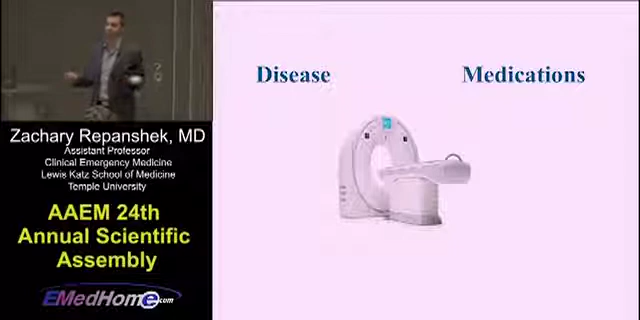 Disease
Medications
Zachary Repanshek, MD
Assistant Professor
Clinical Emergency Medicine
Lewis Katz School of Medicine
Temple University
AAEM 24th
Annual Scientific
Assembly
EMedHome.com